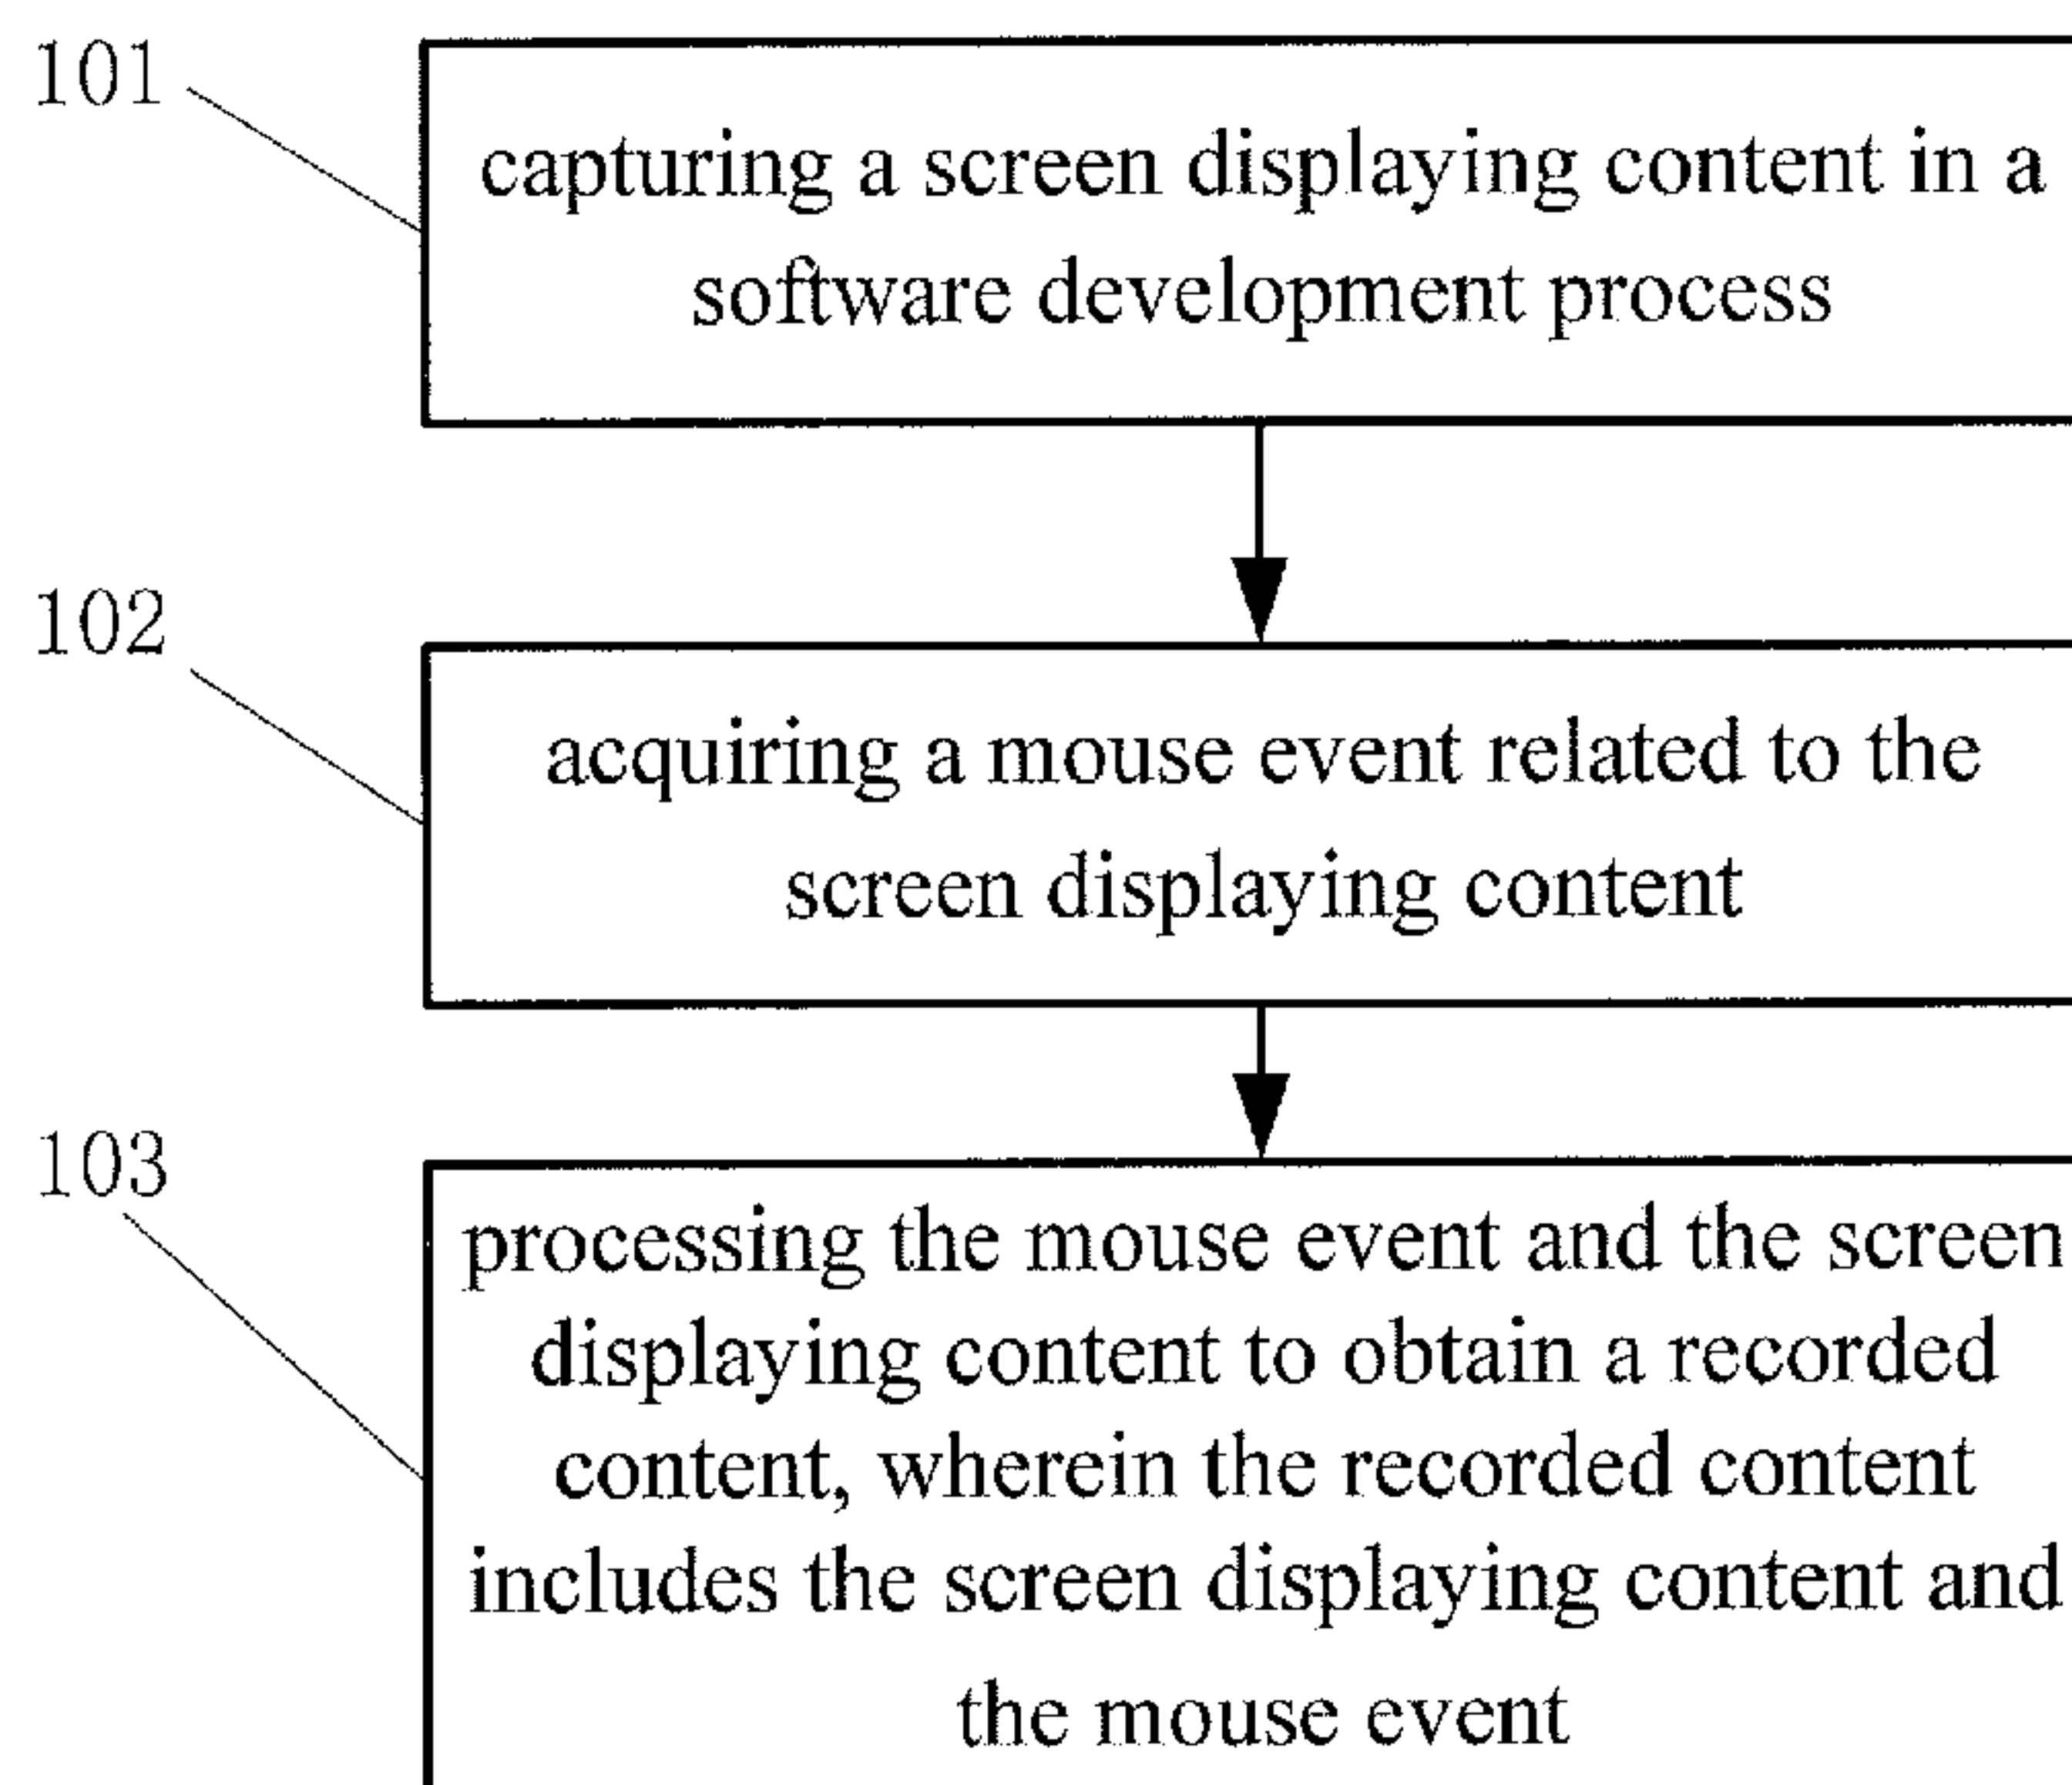 101
capturing a screen displaying content in a
software development process
102
acquiring a mouse event related to the
screen displaying content
103
processing the mouse event and the screen
displaying content to obtain a recorded
content, wherein the recorded content
includes the screen displaying content and
the mouse event